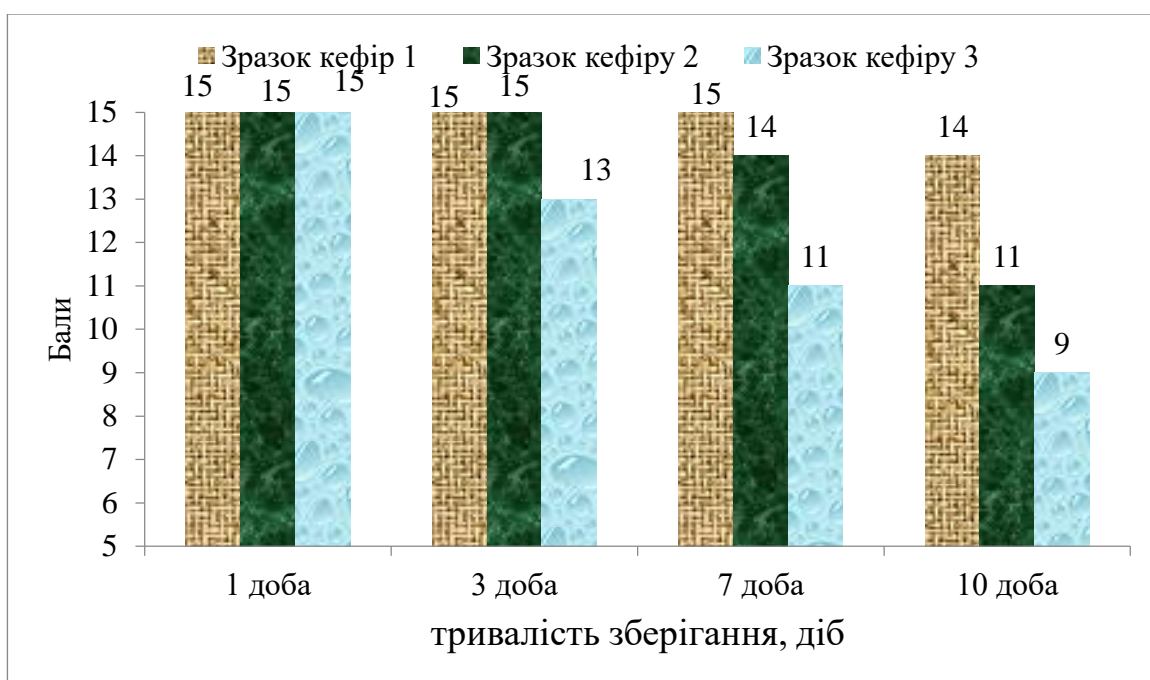 Зразок кефір 1 Зразок кефіру 2 Зразок кефіру 3
15 15 15 15 15 13 15 14 11 14 11 9
Бали
15
14
13
12
11
10
9
8
7
6
5
1 доба 3 доба 7 доба 10 доба
тривалість зберігання, діб